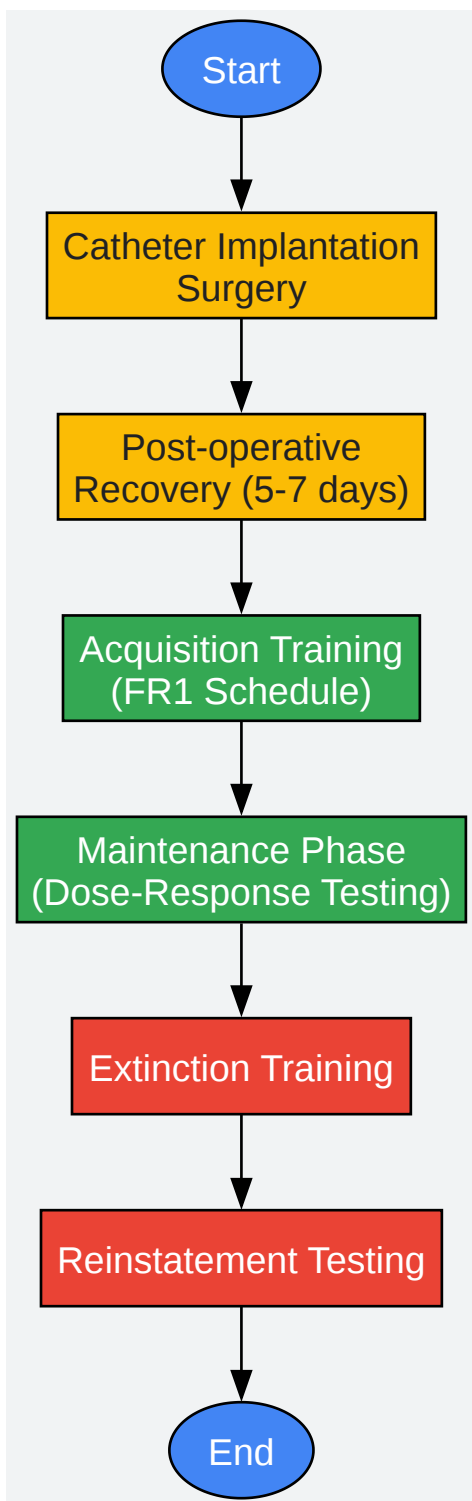 Start
Catheter Implantation
Surgery
Post-operative
Recovery (5-7 days)
Acquisition Training
(FR1 Schedule)
Maintenance Phase
(Dose-Response Testing)
Extinction Training
Reinstatement Testing
End